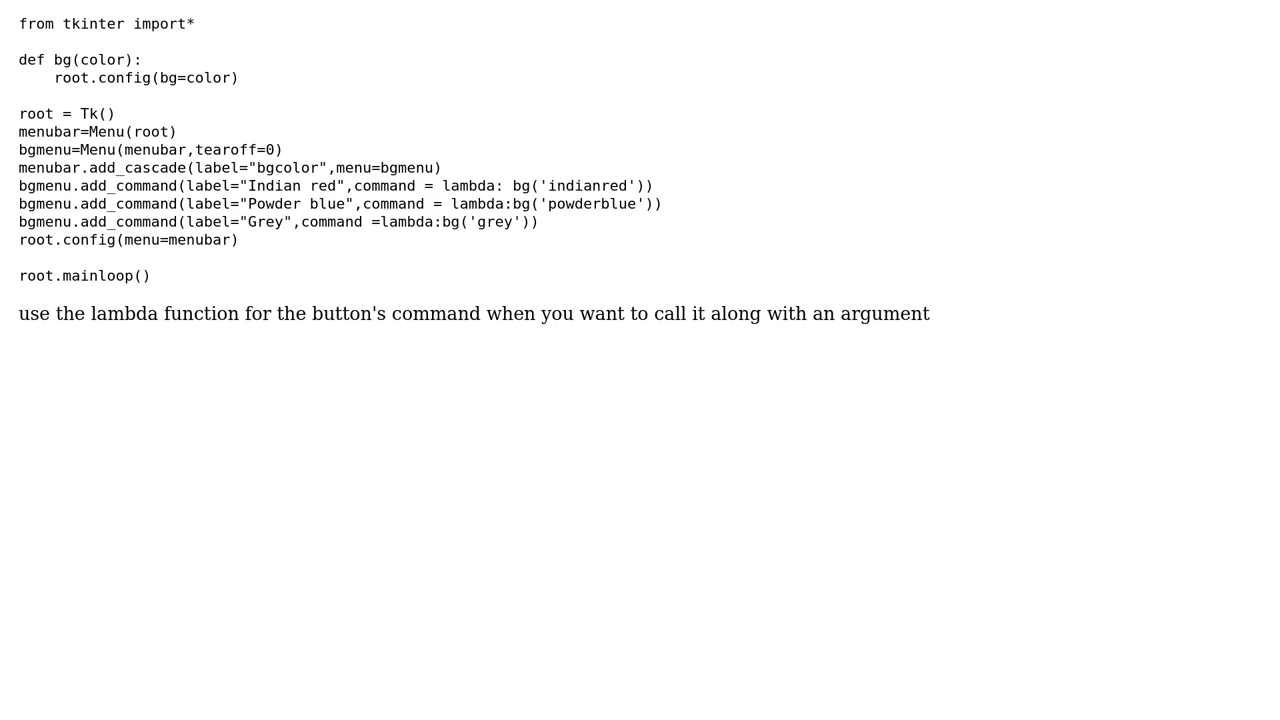 from tkinter import*

def bg(color):
    root.config(bg=color)

root = Tk()
menubar=Menu(root)
bgmenu=Menu(menubar,tearoff=0)
menubar.add_cascade(label="bgcolor",menu=bgmenu)
bgmenu.add_command(label="Indian red",command = lambda: bg('indianred'))
bgmenu.add_command(label="Powder blue",command = lambda:bg('powderblue'))
bgmenu.add_command(label="Grey",command =lambda:bg('grey'))
root.config(menu=menubar)

root.mainloop()

use the lambda function for the button's command when you want to call it along with an argument